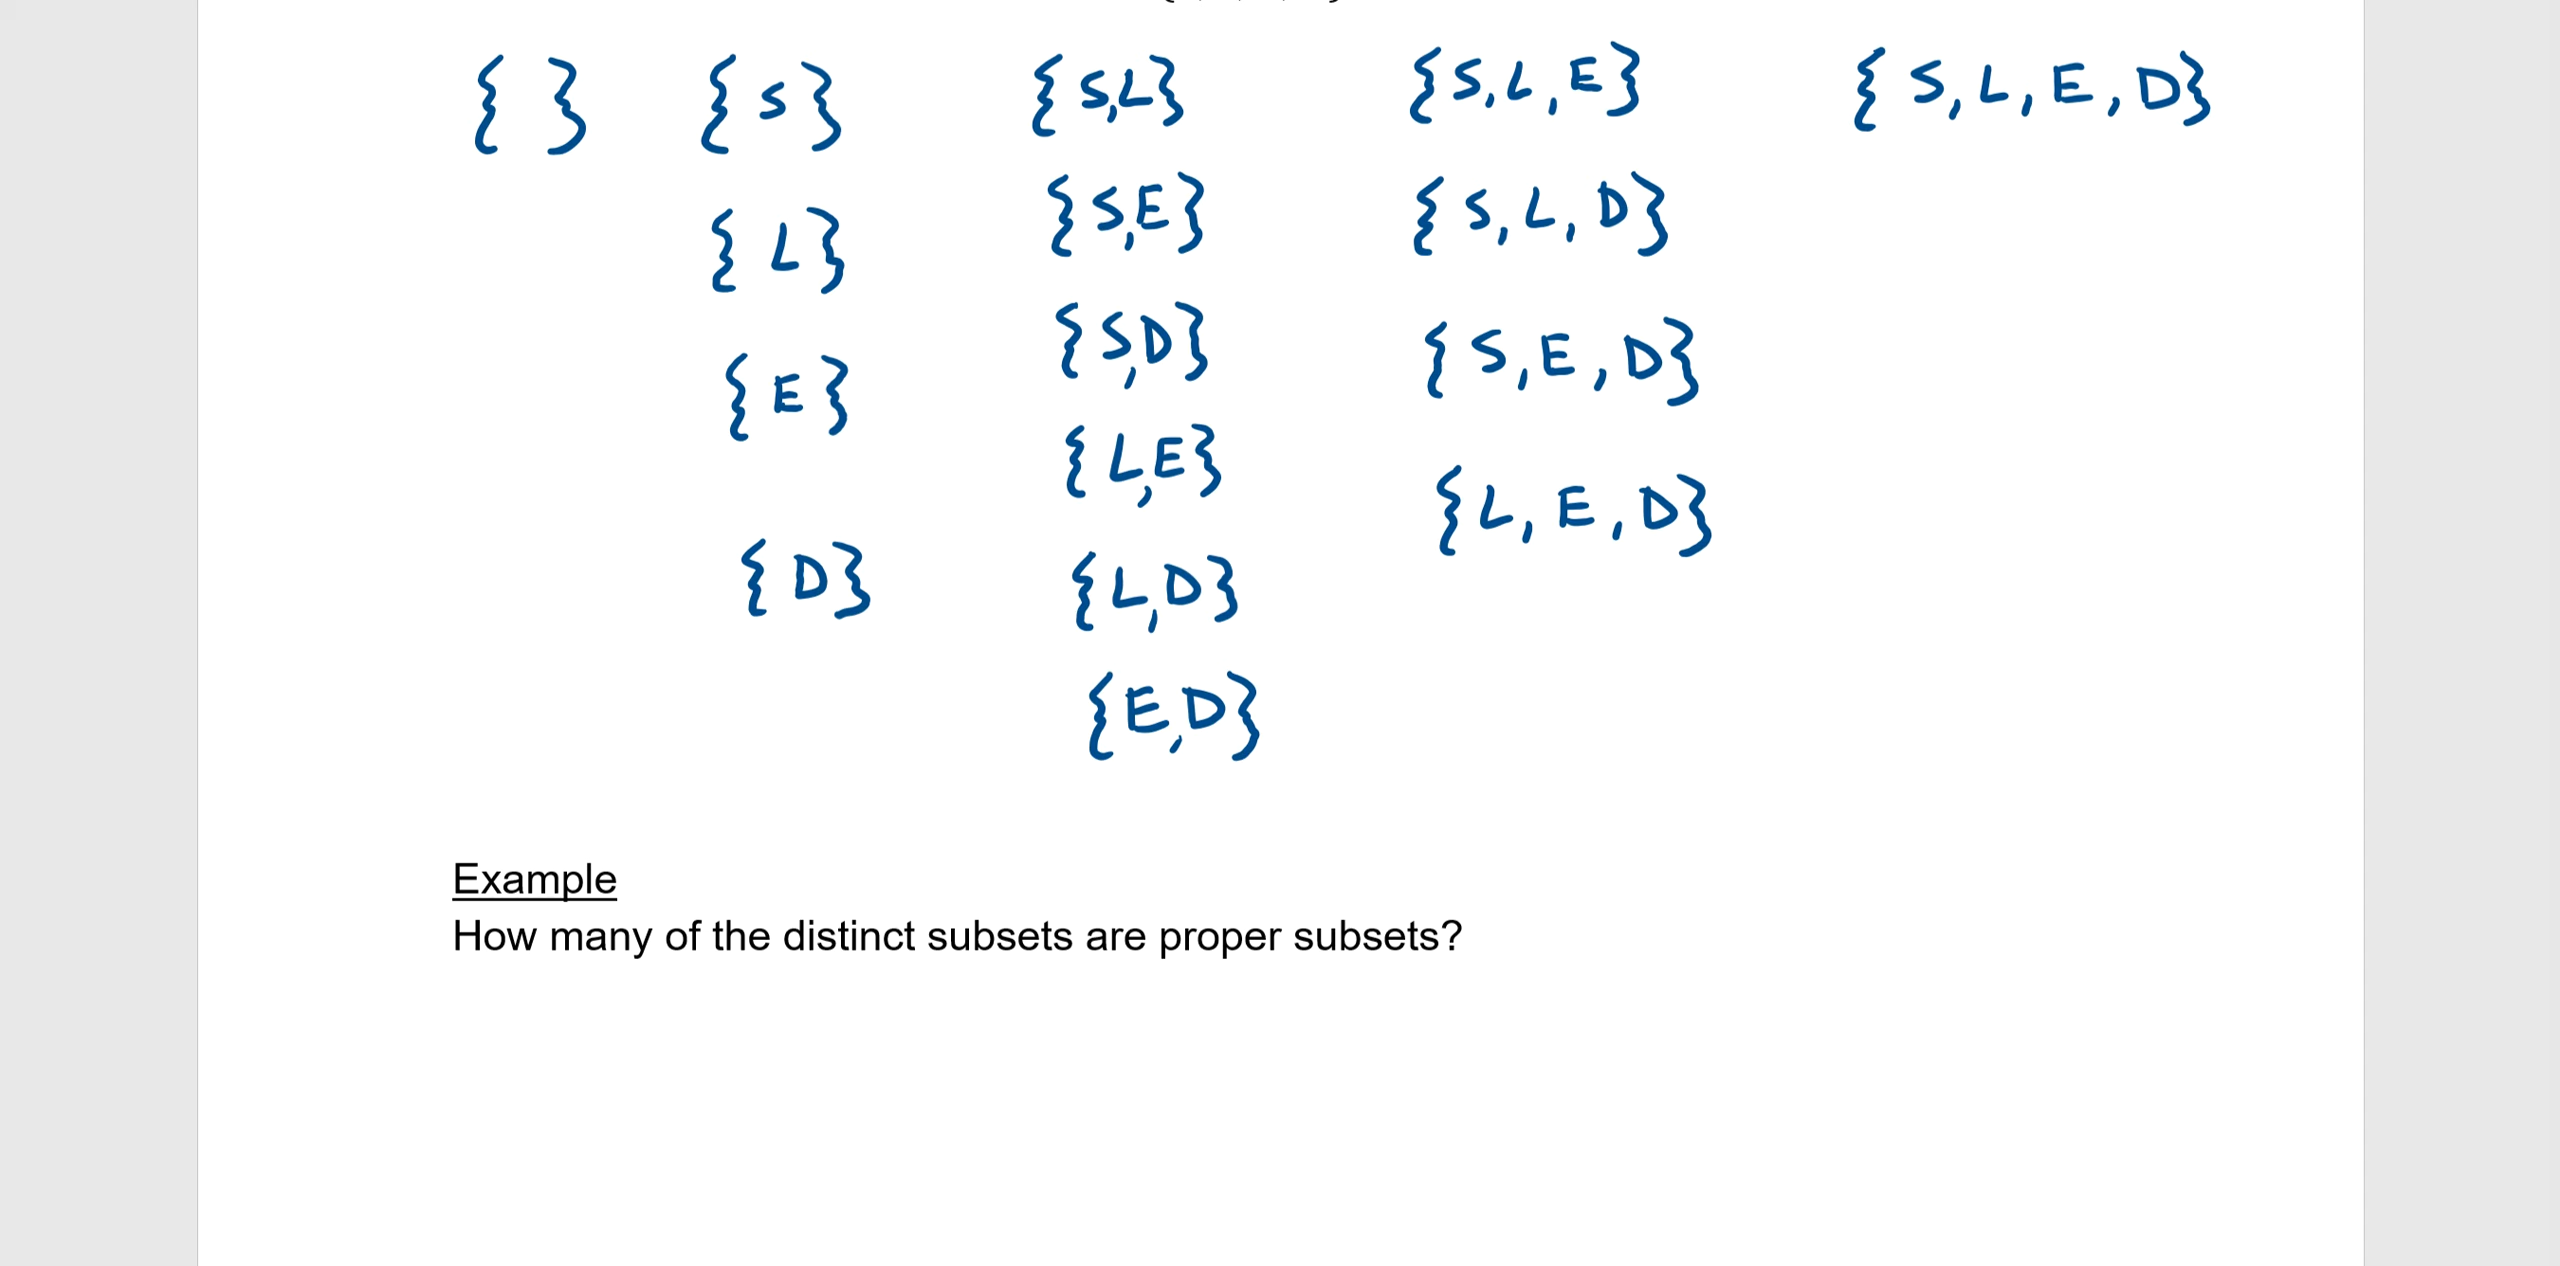 { } {S} {S,L} {S,L,E} {S,L,E,D}
{L} {S,E} {S,L,D}
{E} {S,D} {S,E,D}
{L,E} {L,E,D}
{D} {L,D}
{E,D}
Example
How many of the distinct subsets are proper subsets?